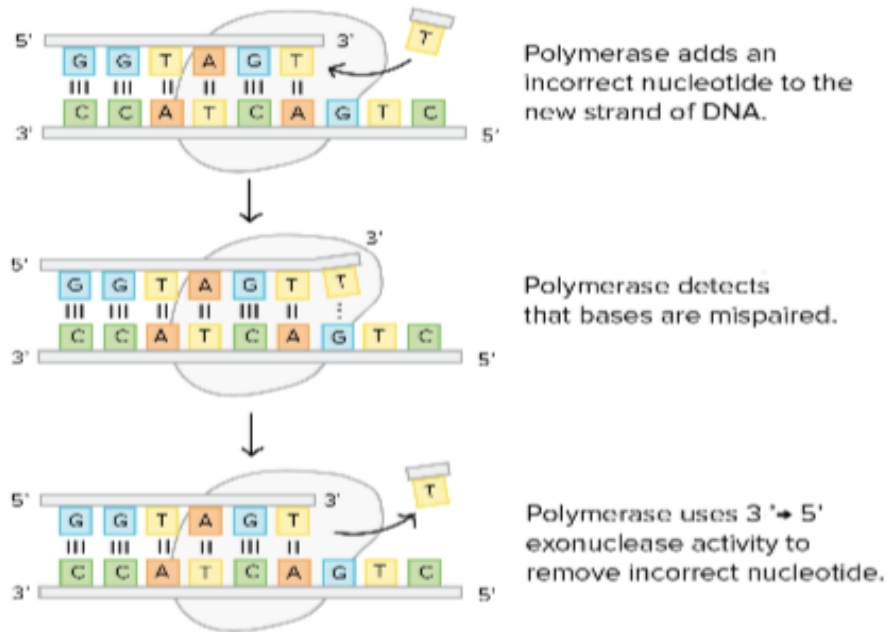 5' 3' T
G G T A G T
C C A T C A G T C
3' 5'
Polymerase adds an
incorrect nucleotide to the
new strand of DNA.
3'
5'
G G T A G T T
C C A T C A G T C
3' 5'
Polymerase detects
that bases are mispaired.
5' 3' T
G G T A G T
C C A T C A G T C
3' 5'
Polymerase uses 3 '→ 5'
exonuclease activity to
remove incorrect nucleotide.